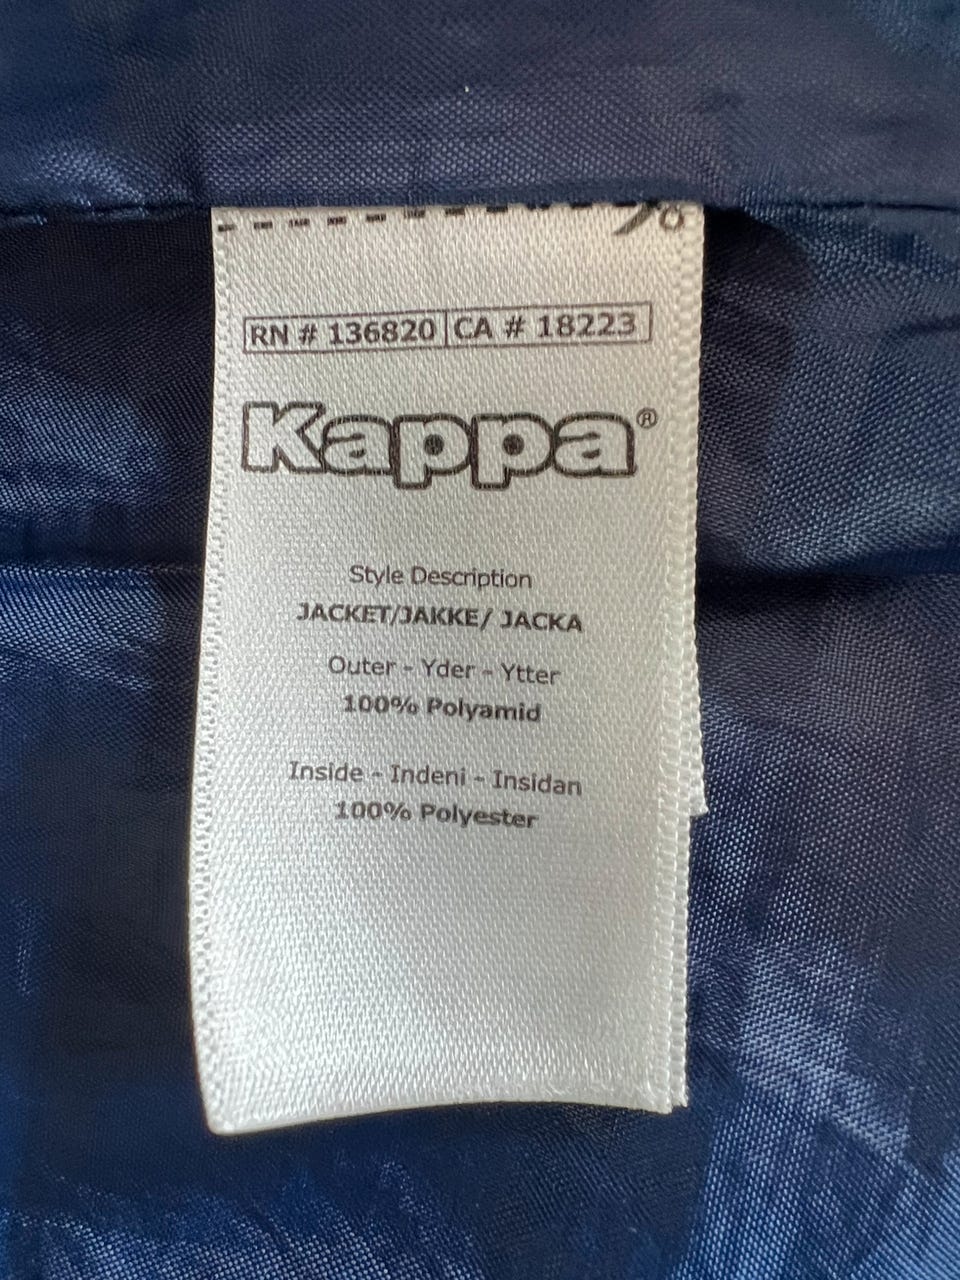 RN # 136820 CA # 18223
Kappa®
Style Description
JACKET/JAKKE/ JACKA
Outer - Yder - Ytter
100% Polyamid
Inside - Indeni - Insidan
100% Polyester